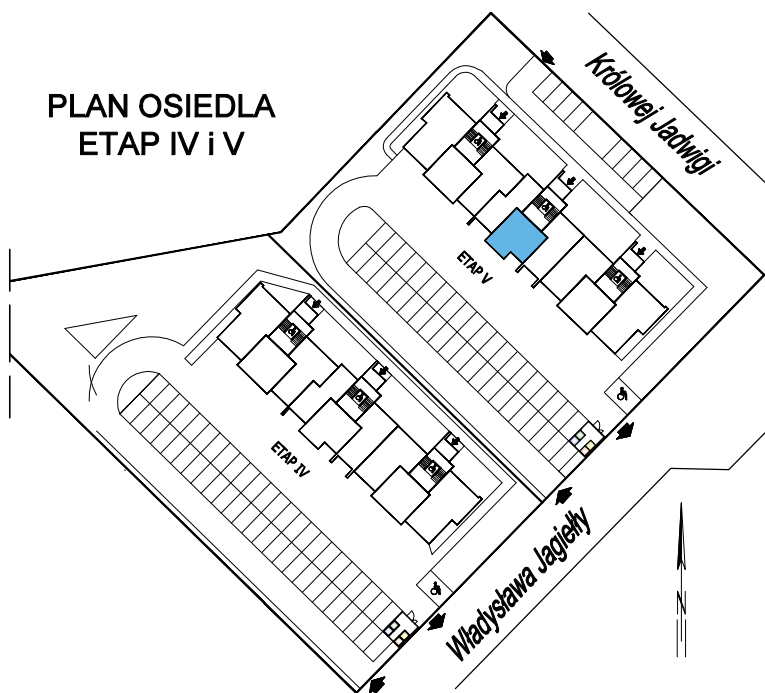 PLAN OSIEDLA
ETAP IV i V
Królowej Jadwigi
ETAP V
ETAP IV
Władysława Jagiełły
N